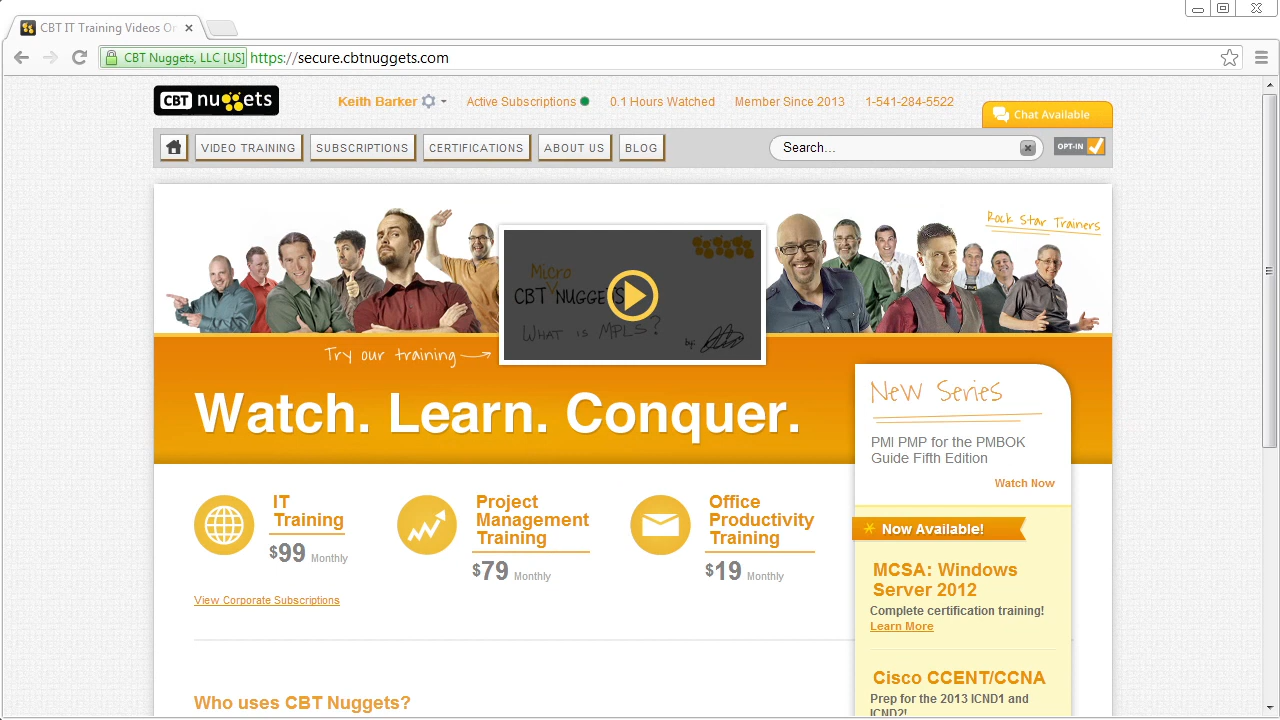 CBT IT Training Videos On
CBT Nuggets, LLC [US] https://secure.cbtnuggets.com
CBT nuggets
Keith Barker Active Subscriptions 0.1 Hours Watched Member Since 2013 1-541-284-5522
Chat Available
VIDEO TRAINING SUBSCRIPTIONS CERTIFICATIONS ABOUT US BLOG
Search...
OPT-IN
Rock Star Trainers
Micro
CBT NUGGETS
WHAT IS MPLS?
by:
Try our training
Watch. Learn. Conquer.
New Series
PMI PMP for the PMBOK
Guide Fifth Edition
Watch Now
IT
Training
$99 Monthly
Project
Management
Training
$79 Monthly
Office
Productivity
Training
$19 Monthly
View Corporate Subscriptions
Now Available!
MCSA: Windows
Server 2012
Complete certification training!
Learn More
Cisco CCENT/CCNA
Prep for the 2013 ICND1 and
ICND2!
Who uses CBT Nuggets?